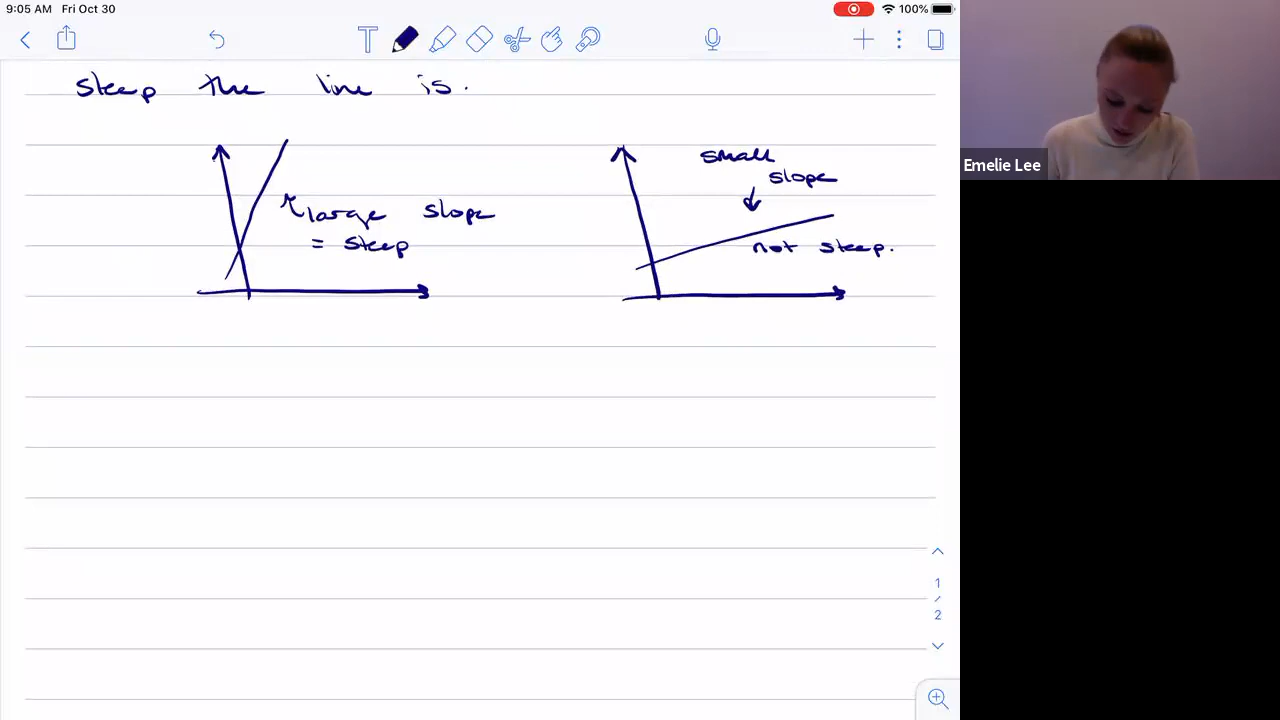 9:05 AM Fri Oct 30
100%
steep the line is.
large slope
= steep
small
slope
not steep.
1
/
2
Emelie Lee